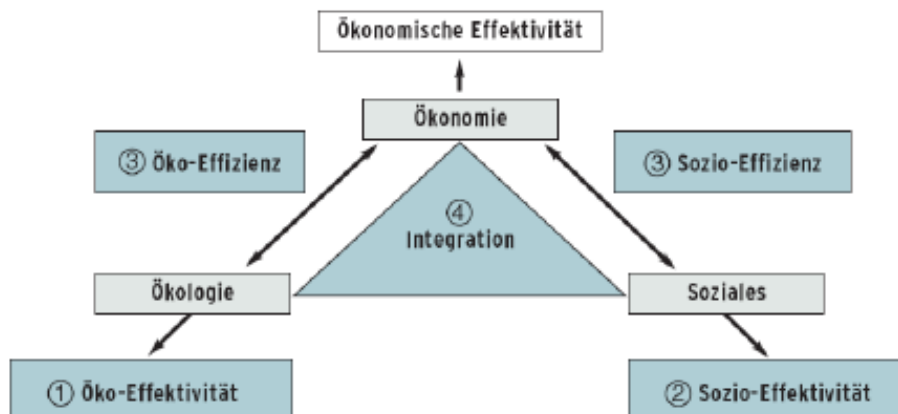 Ökonomische Effektivität
Ökonomie
③ Öko-Effizienz
③ Sozio-Effizienz
④
Integration
Ökologie
Soziales
① Öko-Effektivität
② Sozio-Effektivität